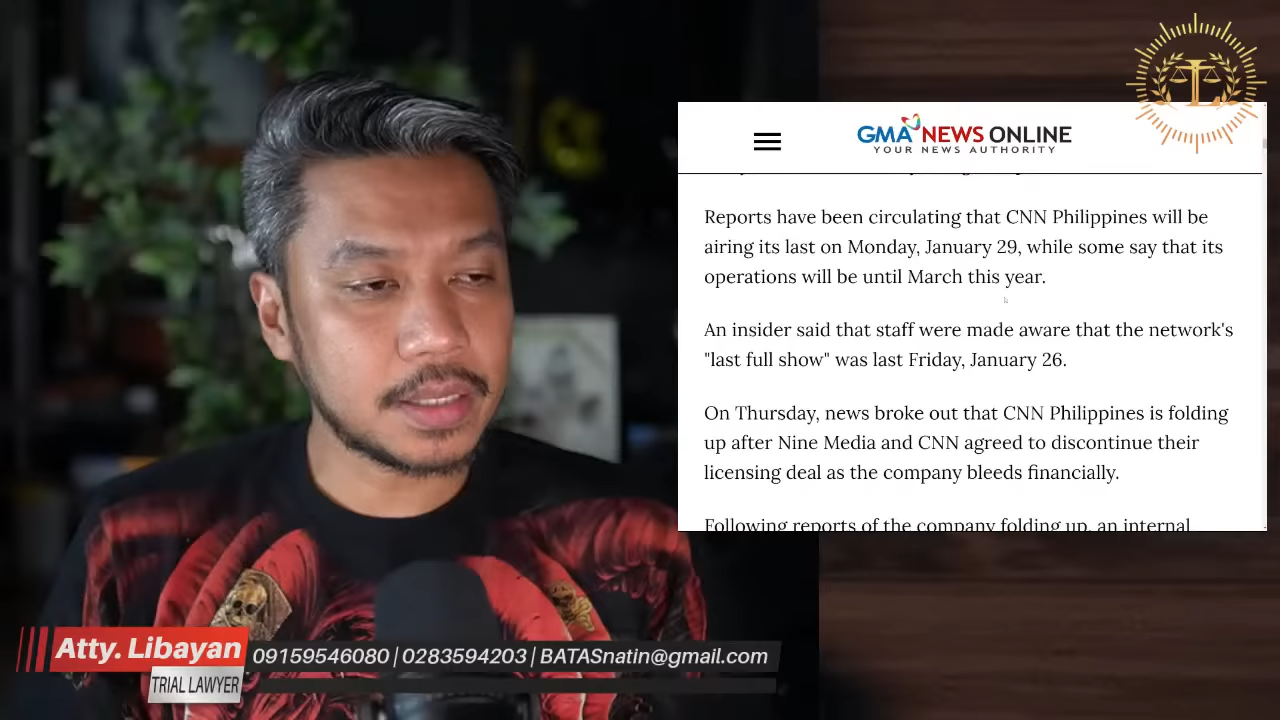 GMA NEWS ONLINE
YOUR NEWS AUTHORITY
Reports have been circulating that CNN Philippines will be
airing its last on Monday, January 29, while some say that its
operations will be until March this year.
An insider said that staff were made aware that the network's
"last full show" was last Friday, January 26.
On Thursday, news broke out that CNN Philippines is folding
up after Nine Media and CNN agreed to discontinue their
licensing deal as the company bleeds financially.
Following reports of the company folding up, an internal
Atty. Libayan
09159546080 | 0283594203 | BATASnatin@gmail.com
TRIAL LAWYER